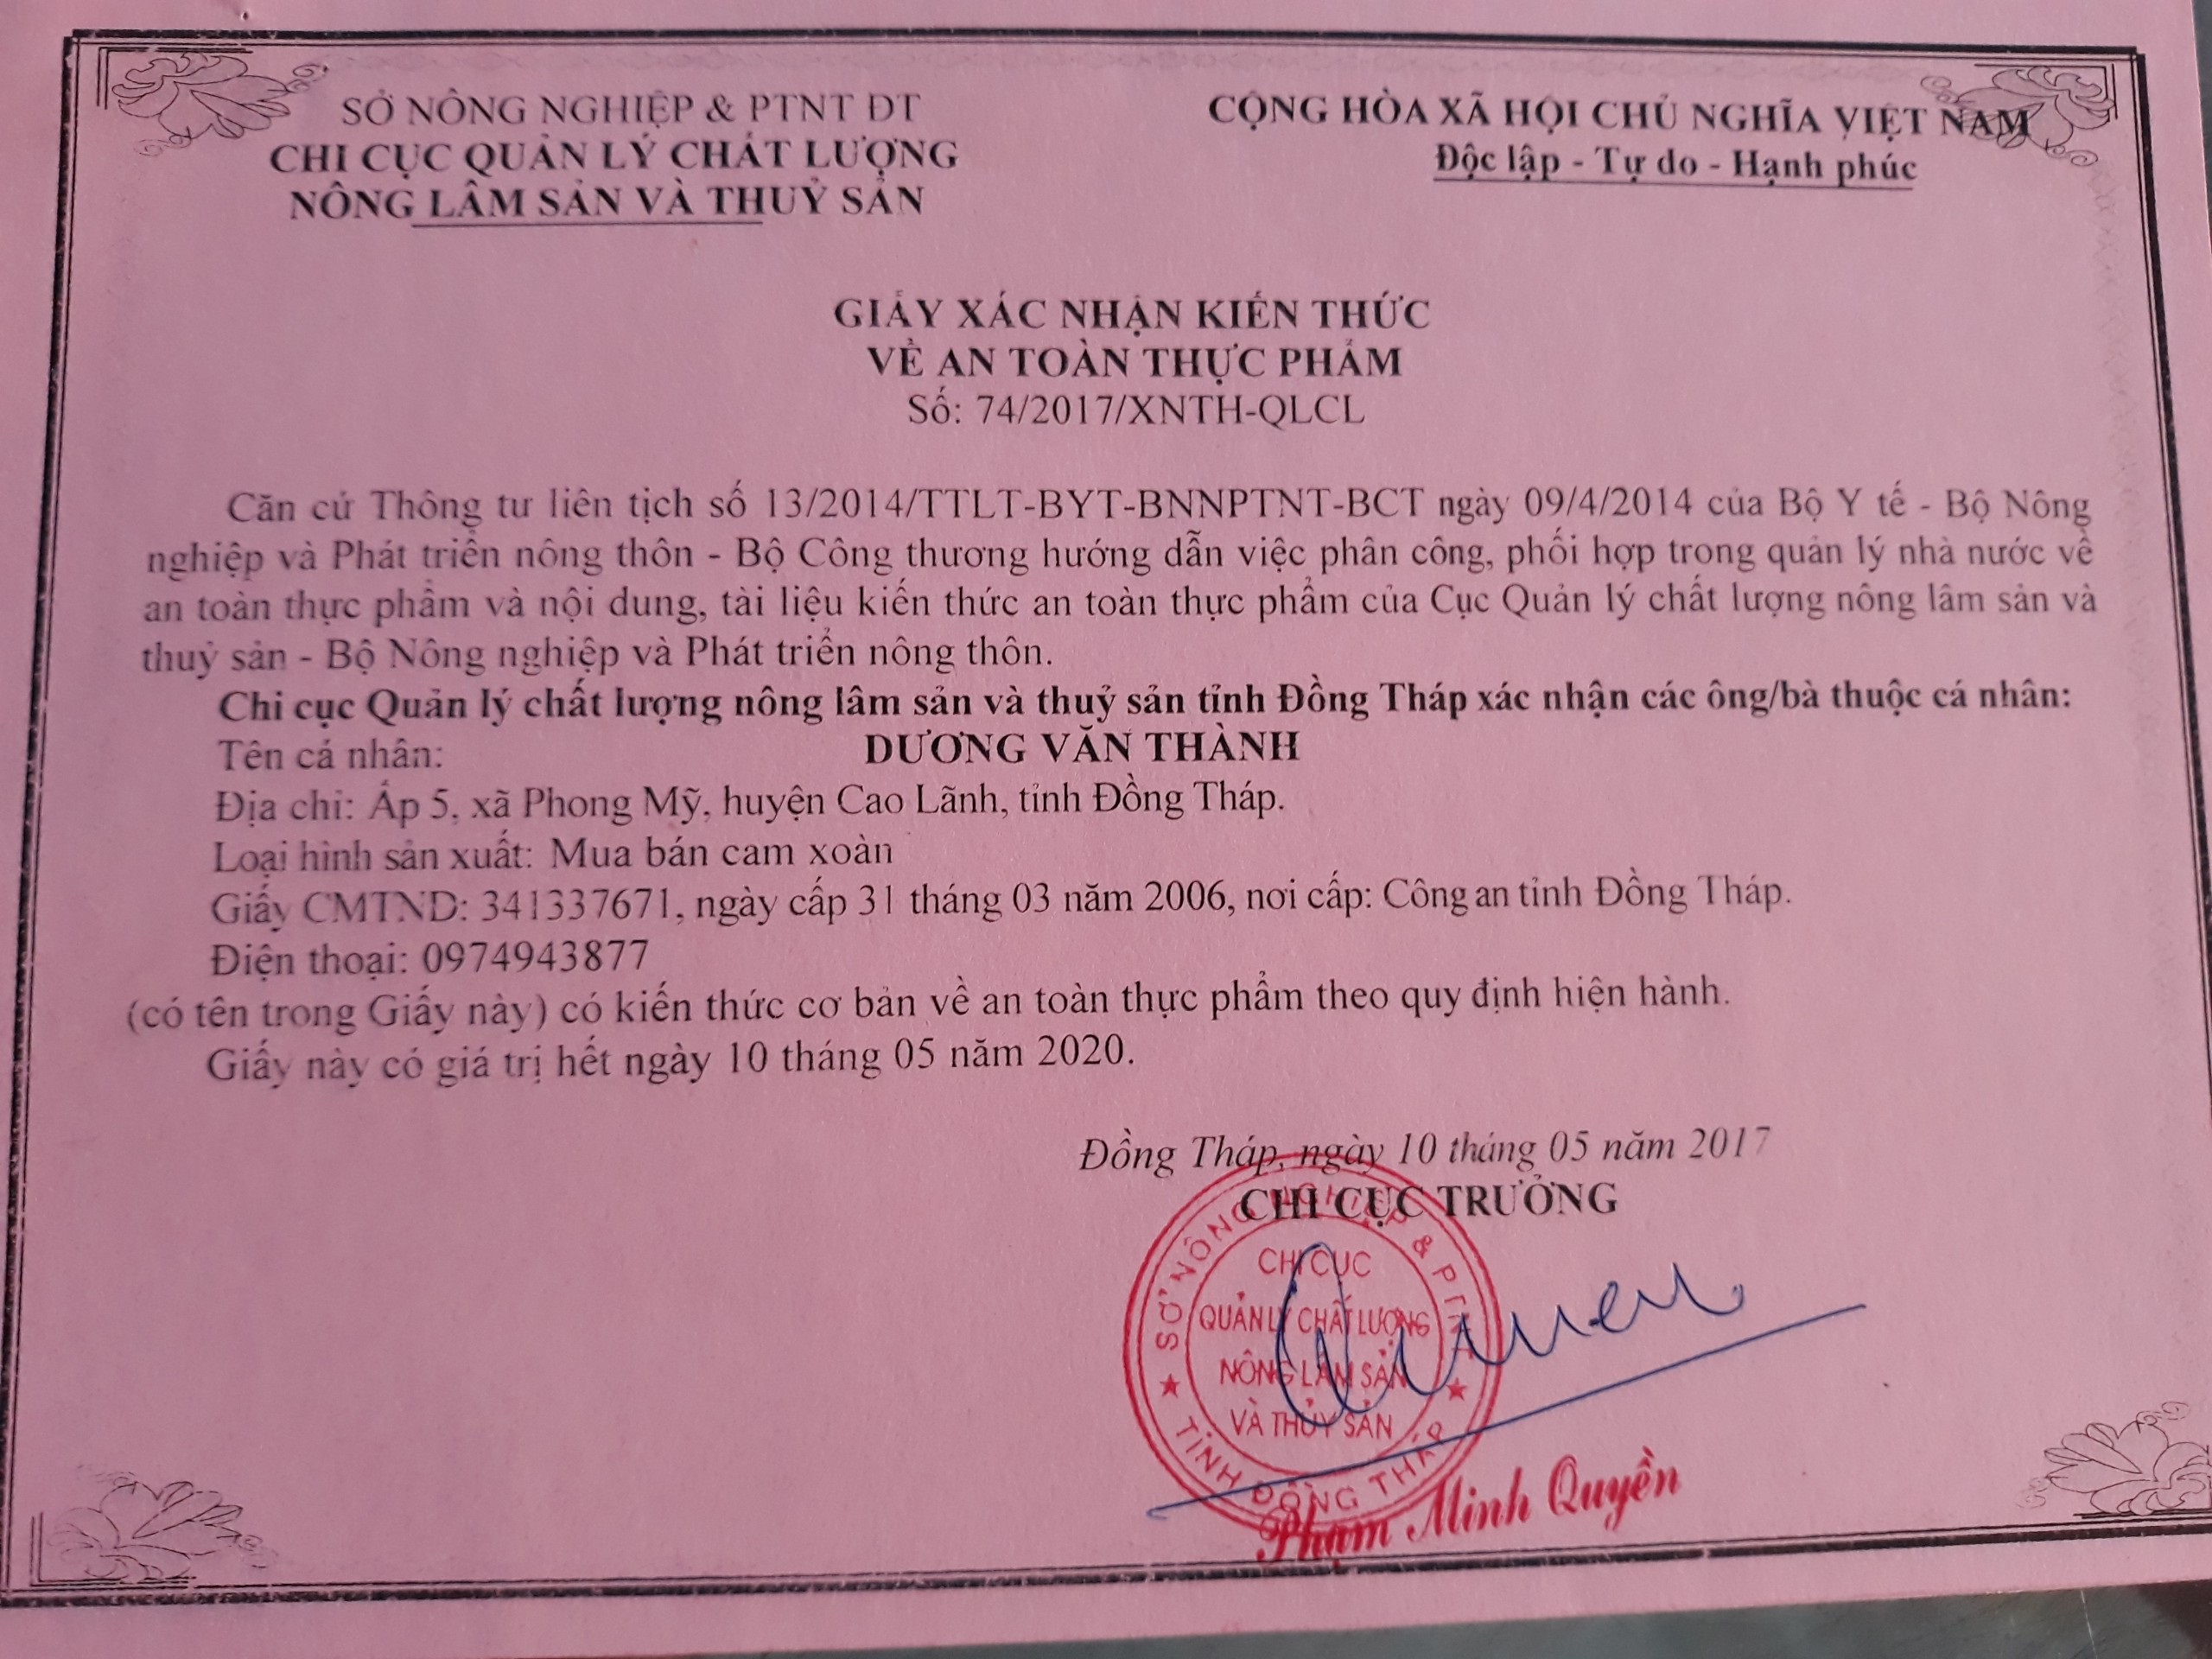 SỞ NÔNG NGHIỆP & PTNT ĐT
CHI CỤC QUẢN LÝ CHẤT LƯỢNG
NÔNG LÂM SẢN VÀ THUỶ SẢN
CỘNG HÒA XÃ HỘI CHỦ NGHĨA VIỆT NAM
Độc lập - Tự do - Hạnh phúc
GIẤY XÁC NHẬN KIẾN THỨC
VỀ AN TOÀN THỰC PHẨM
Số: 74/2017/XNTH-QLCL
Căn cứ Thông tư liên tịch số 13/2014/TTLT-BYT-BNNPTNT-BCT ngày 09/4/2014 của Bộ Y tế - Bộ Nông
nghiệp và Phát triển nông thôn - Bộ Công thương hướng dẫn việc phân công, phối hợp trong quản lý nhà nước về
an toàn thực phẩm và nội dung, tài liệu kiến thức an toàn thực phẩm của Cục Quản lý chất lượng nông lâm sản và
thuỷ sản - Bộ Nông nghiệp và Phát triển nông thôn.
Chi cục Quản lý chất lượng nông lâm sản và thuỷ sản tỉnh Đồng Tháp xác nhận các ông/bà thuộc cá nhân:
Tên cá nhân: DƯƠNG VĂN THÀNH
Địa chỉ: Ấp 5, xã Phong Mỹ, huyện Cao Lãnh, tỉnh Đồng Tháp.
Loại hình sản xuất: Mua bán cam xoàn
Giấy CMTND: 341337671, ngày cấp 31 tháng 03 năm 2006, nơi cấp: Công an tỉnh Đồng Tháp.
Điện thoại: 0974943877
(có tên trong Giấy này) có kiến thức cơ bản về an toàn thực phẩm theo quy định hiện hành.
Giấy này có giá trị hết ngày 10 tháng 05 năm 2020.
Đồng Tháp, ngày 10 tháng 05 năm 2017
CHI CỤC TRƯỞNG
SỞ NÔNG NGHIỆP & PTNT
CHI CỤC
QUẢN LÝ CHẤT LƯỢNG
NÔNG LÂM SẢN
VÀ THỦY SẢN
TỈNH ĐỒNG THÁP
Phạm Minh Quyền